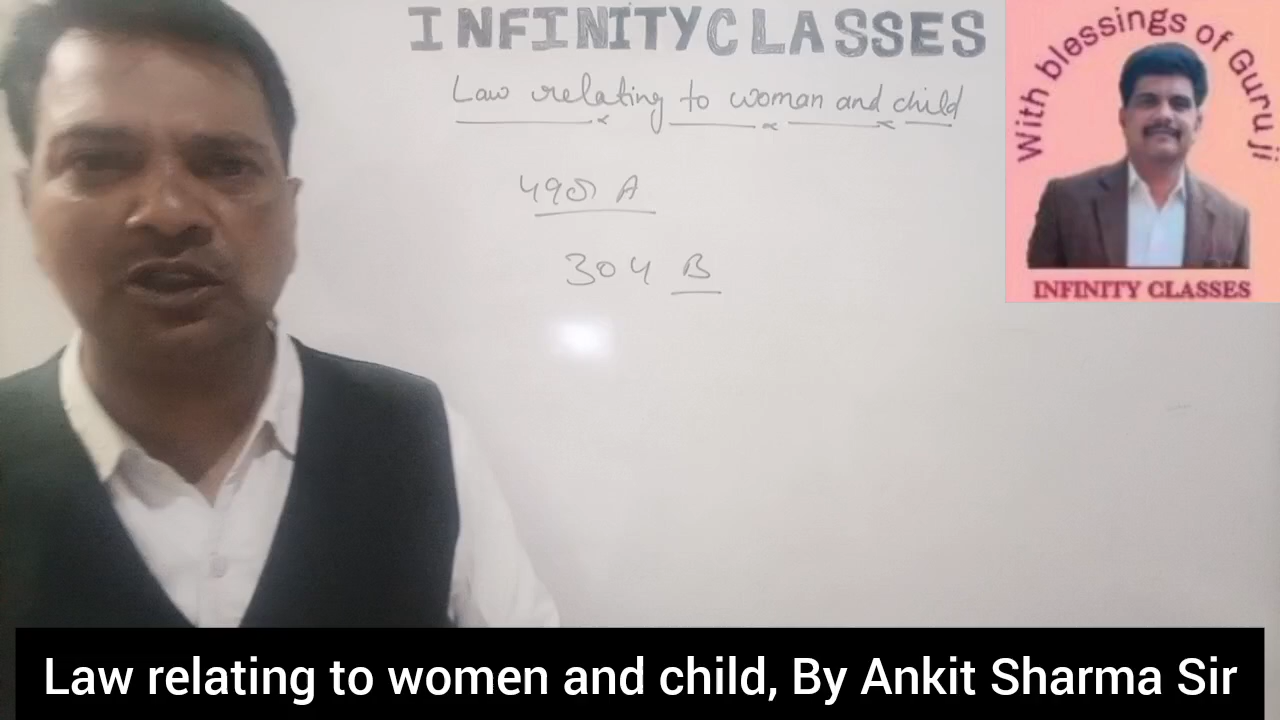 INFINITY CLASSES
Law relating to woman and child
498 A
304 B
With blessings of Guru ji
INFINITY CLASSES
Law relating to women and child, By Ankit Sharma Sir